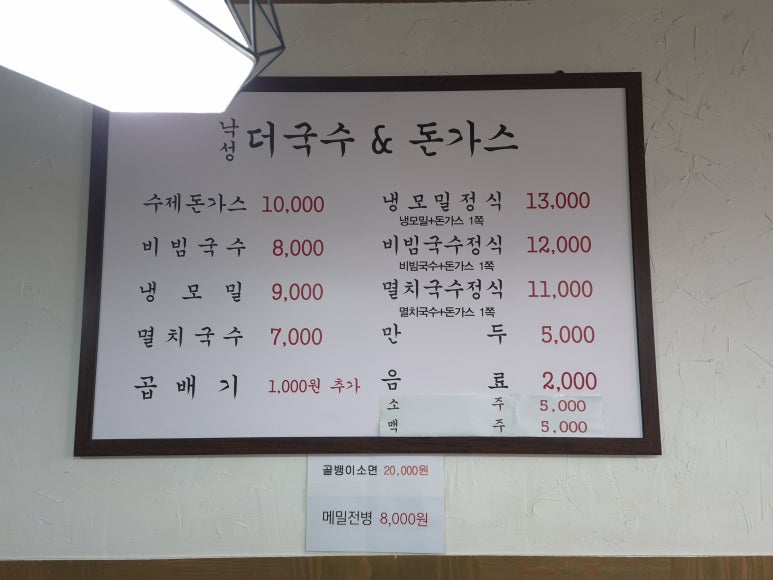 낙성 더국수 & 돈가스
수제돈가스 10,000
비빔국수 8,000
냉모밀 9,000
멸치국수 7,000
곱배기 1,000원 추가
냉모밀정식 13,000
냉모밀+돈가스 1쪽
비빔국수정식 12,000
비빔국수+돈가스 1쪽
멸치국수정식 11,000
멸치국수+돈가스 1쪽
만두 5,000
음료 2,000
소주 5,000
맥주 5,000
골뱅이소면 20,000원
메밀전병 8,000원